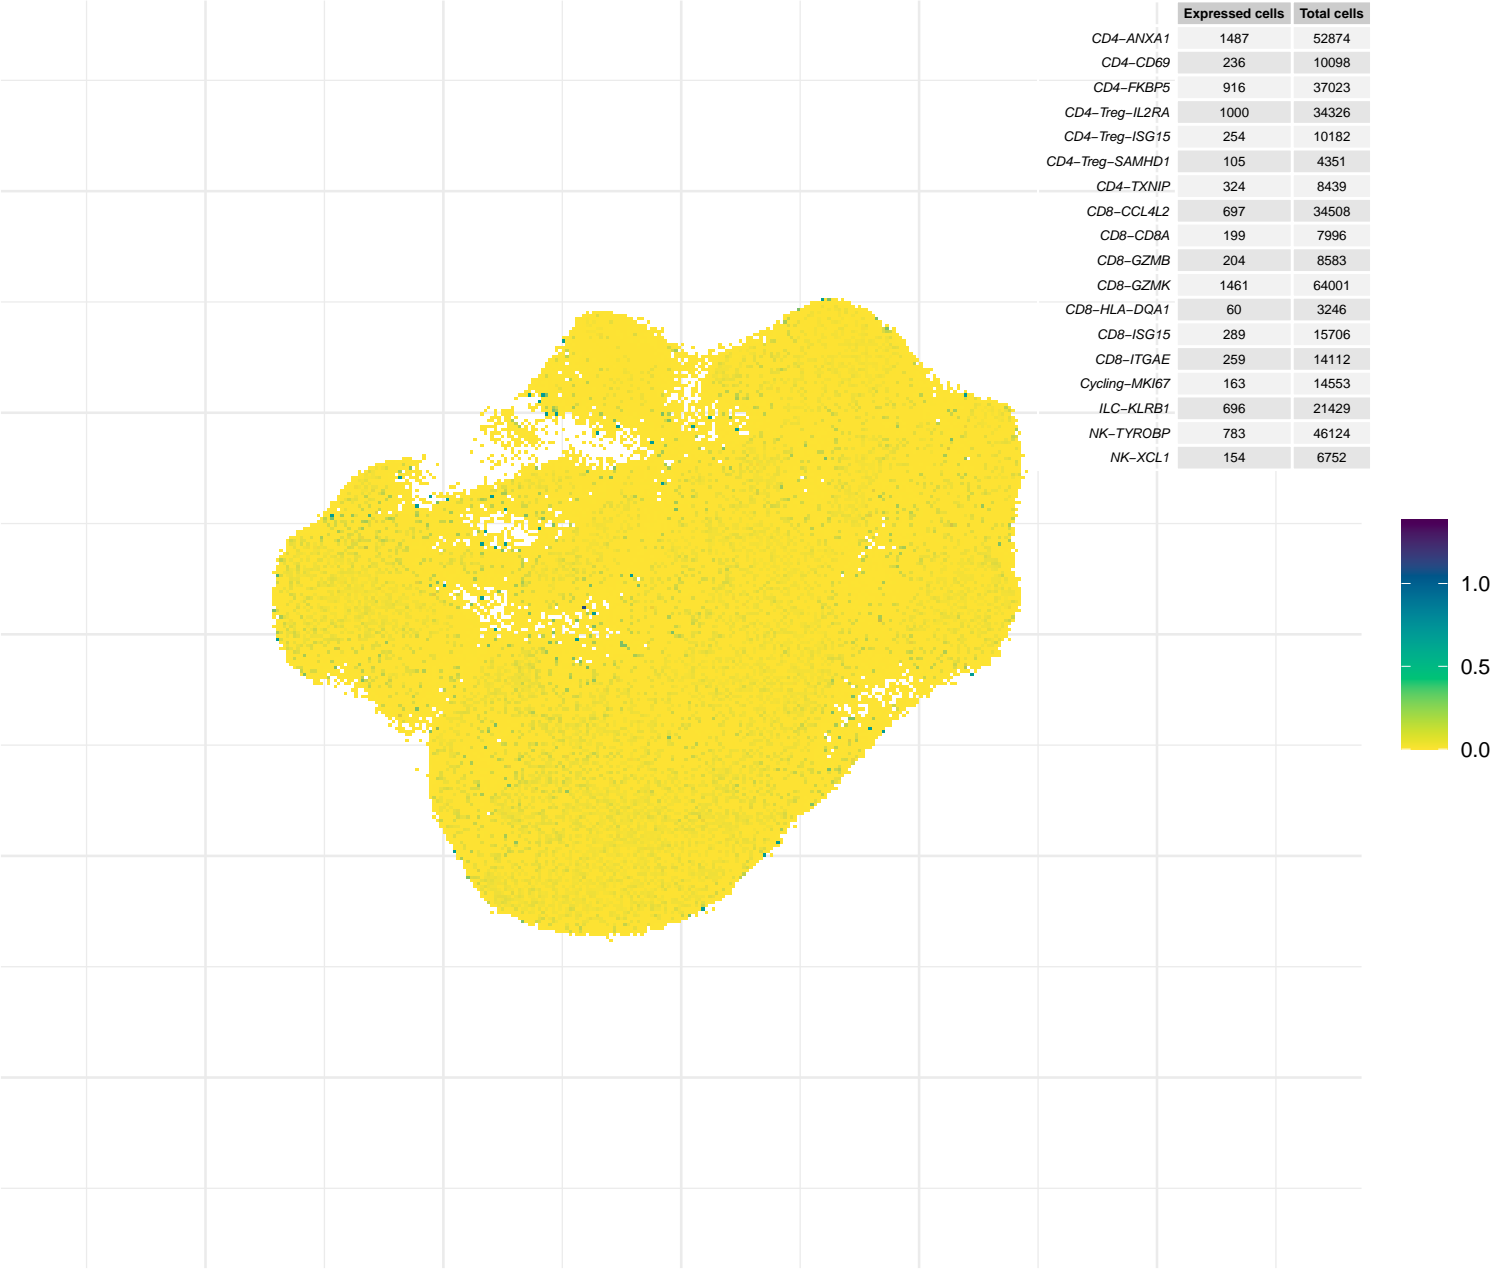 Expressed cells Total cells
CD4−ANXA1 1487 52874
CD4−CD69 236 10098
CD4−FKBP5 916 37023
CD4−Treg−IL2RA 1000 34326
CD4−Treg−ISG15 254 10182
CD4−Treg−SAMHD1 105 4351
CD4−TXNIP 324 8439
CD8−CCL4L2 697 34508
CD8−CD8A 199 7996
CD8−GZMB 204 8583
CD8−GZMK 1461 64001
CD8−HLA−DQA1 60 3246
CD8−ISG15 289 15706
CD8−ITGAE 259 14112
Cycling−MKI67 163 14553
ILC−KLRB1 696 21429
NK−TYROBP 783 46124
NK−XCL1 154 6752
1.0
0.5
0.0